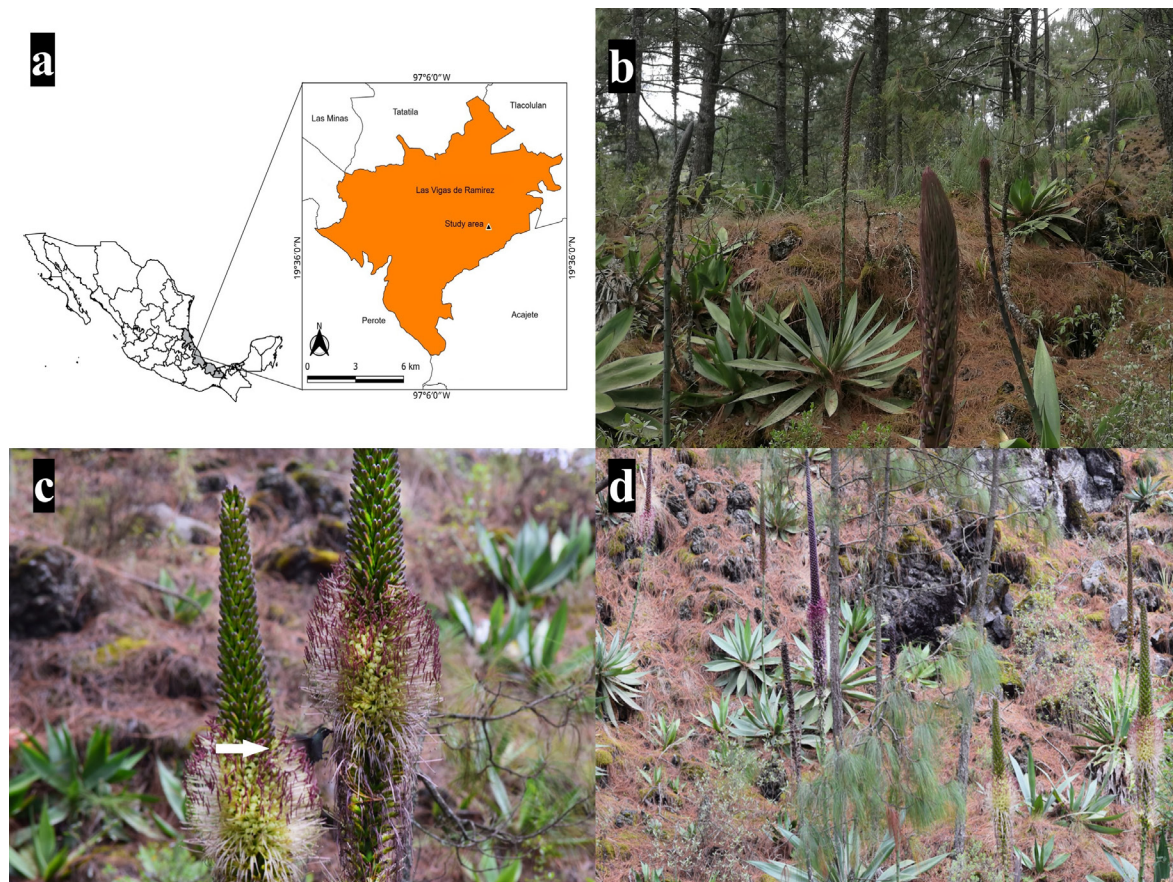 a
97°6'0"W
Las Minas
Tatatila
Tlacolulan
Las Vigas de Ramirez
Study area
19°36'0"N
19°36'0"N
Perote
Acajete
N
0 3 6 km
97°6'0"W
b
c
d